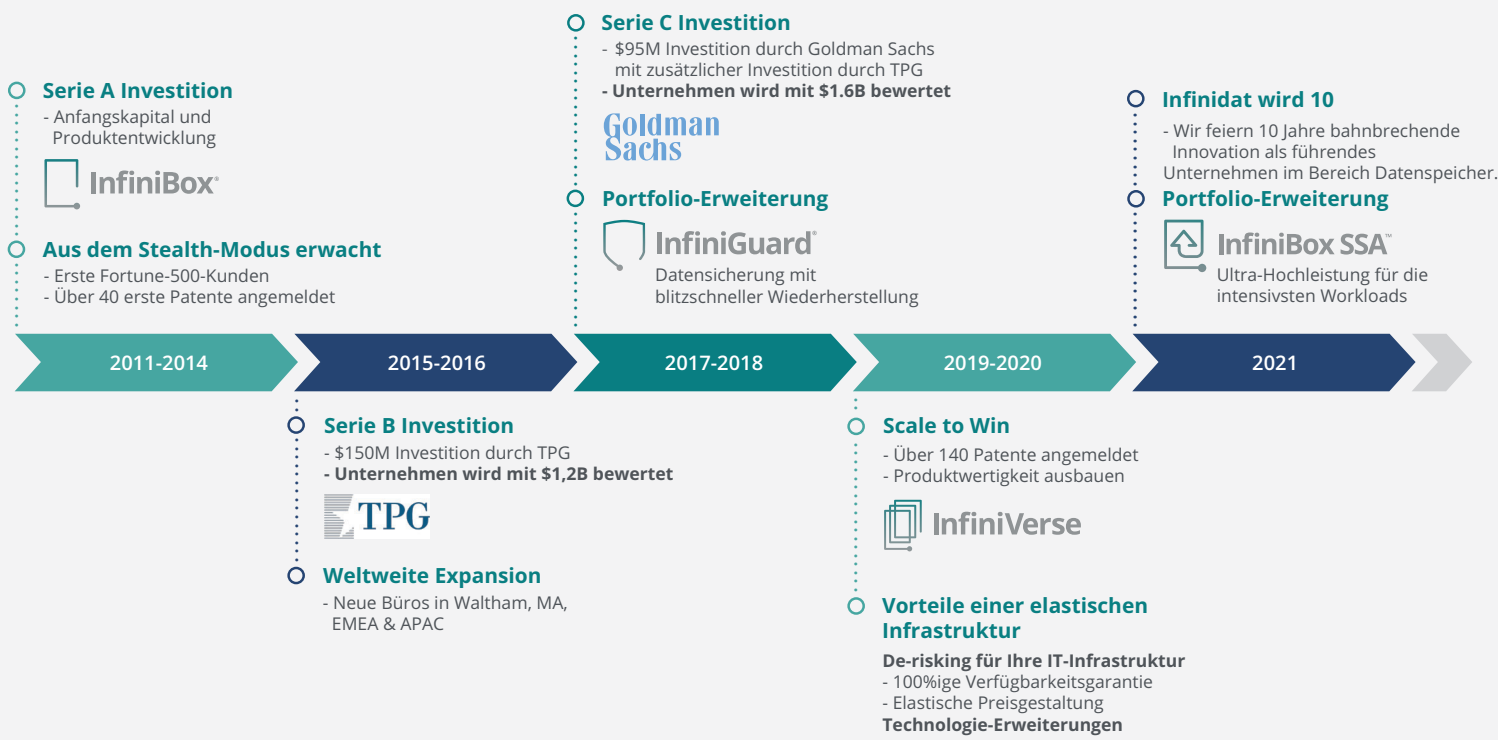 Serie A Investition
- Anfangskapital und
Produktentwicklung
InfiniBox®
Aus dem Stealth-Modus erwacht
- Erste Fortune-500-Kunden
- Über 40 erste Patente angemeldet
Serie C Investition
- $95M Investition durch Goldman Sachs
mit zusätzlicher Investition durch TPG
- Unternehmen wird mit $1.6B bewertet
Goldman
Sachs
Portfolio-Erweiterung
InfiniGuard®
Datensicherung mit
blitzschneller Wiederherstellung
Infinidat wird 10
- Wir feiern 10 Jahre bahnbrechende
Innovation als führendes
Unternehmen im Bereich Datenspeicher.
Portfolio-Erweiterung
InfiniBox SSA™
Ultra-Hochleistung für die
intensivsten Workloads
2011-2014
2015-2016
2017-2018
2019-2020
2021
Serie B Investition
- $150M Investition durch TPG
- Unternehmen wird mit $1,2B bewertet
TPG
Weltweite Expansion
- Neue Büros in Waltham, MA,
EMEA & APAC
Scale to Win
- Über 140 Patente angemeldet
- Produktwertigkeit ausbauen
InfiniVerse
Vorteile einer elastischen
Infrastruktur
De-risking für Ihre IT-Infrastruktur
- 100%ige Verfügbarkeitsgarantie
- Elastische Preisgestaltung
Technologie-Erweiterungen